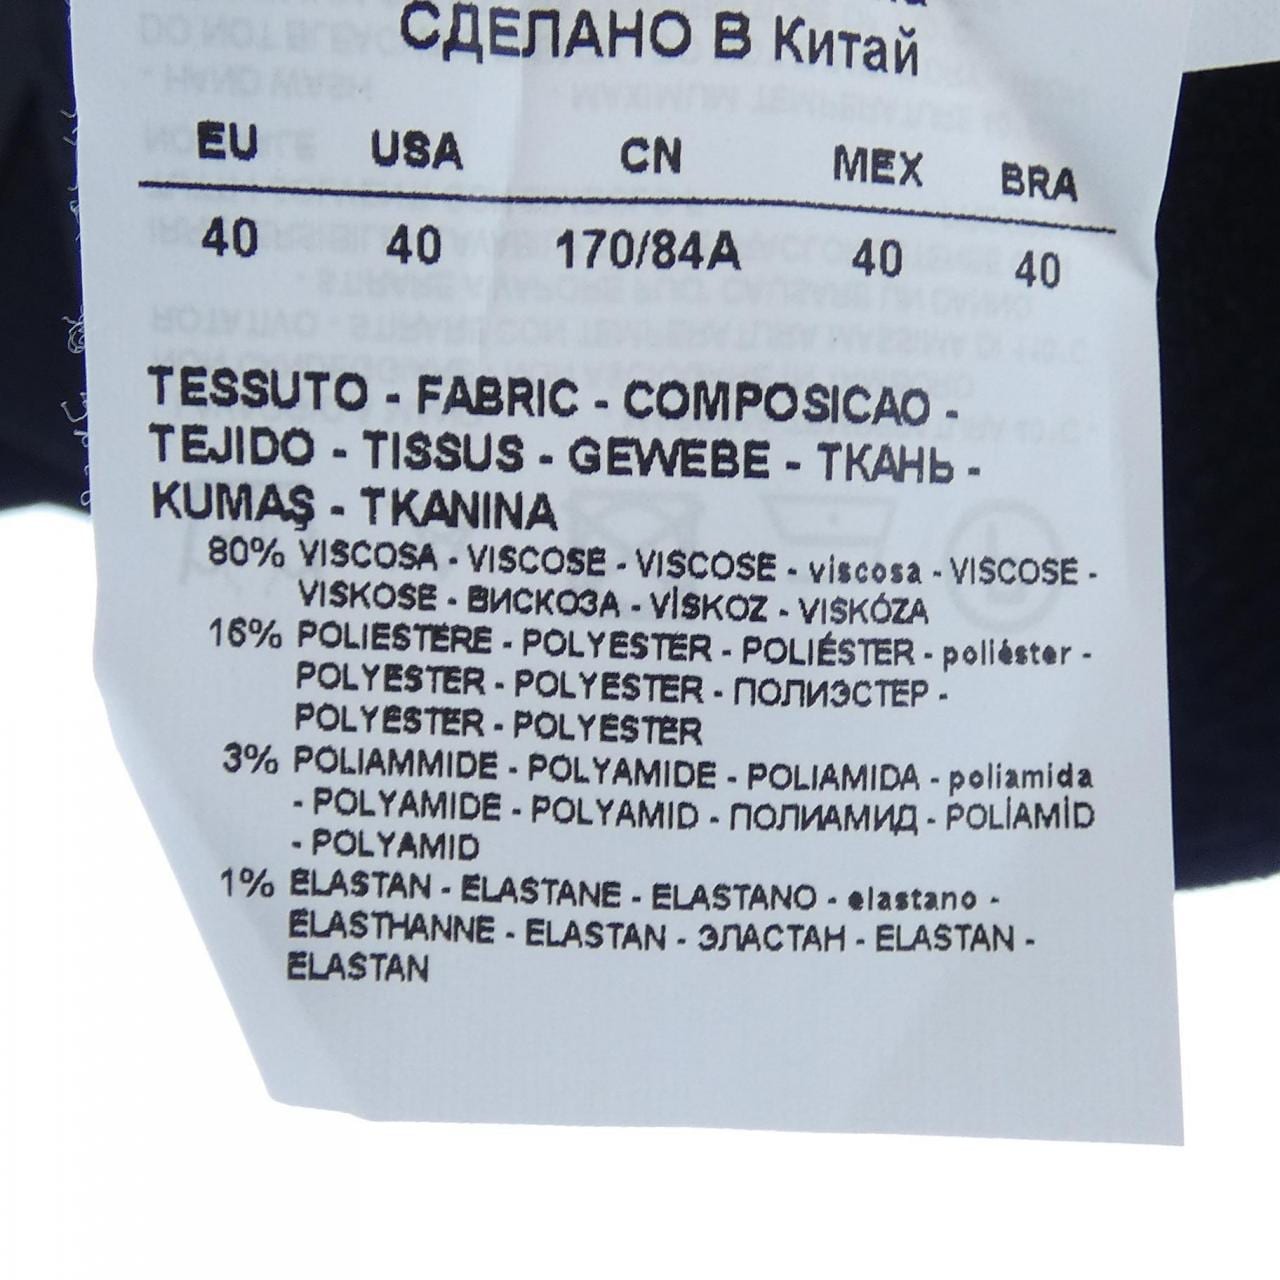 СДЕЛАНО В Китай
EU USA CN MEX BRA
40 40 170/84A 40 40
TESSUTO - FABRIC - COMPOSICAO -
TEJIDO - TISSUS - GEWEBE - ТКАНЬ -
KUMAŞ - TKANINA
80% VISCOSA - VISCOSE - VISCOSE - viscosa - VISCOSE -
VISKOSE - ВИСКОЗА - VİSKOZ - VISKÓZA
16% POLIESTERE - POLYESTER - POLIÉSTER - poliéster -
POLYESTER - POLYESTER - ПОЛИЭСТЕР -
POLYESTER - POLYESTER
3% POLIAMMIDE - POLYAMIDE - POLIAMIDA - poliamida
- POLYAMIDE - POLYAMID - ПОЛИАМИД - POLİAMİD
- POLYAMID
1% ELASTAN - ELASTANE - ELASTANO - elastano -
ELASTHANNE - ELASTAN - ЭЛАСТАН - ELASTAN -
ELASTAN